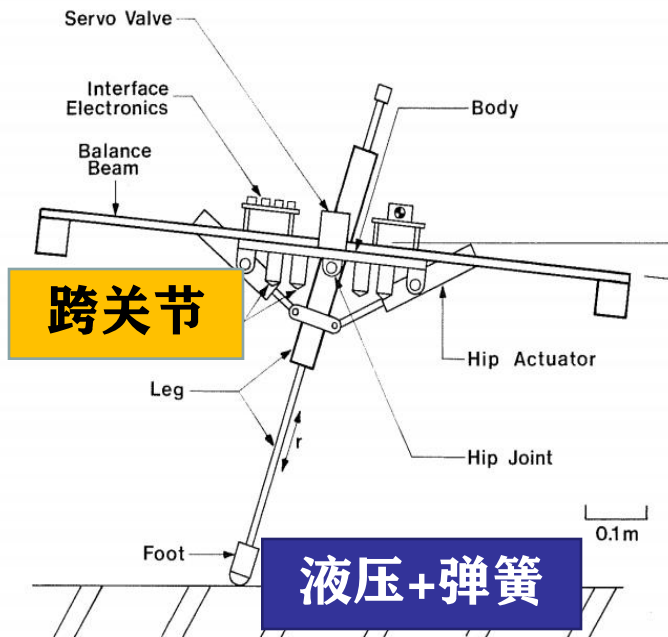 Servo Valve
Interface
Electronics
Body
Balance
Beam
跨关节
Hip Actuator
Leg
r
Hip Joint
0.1m
Foot
液压+弹簧